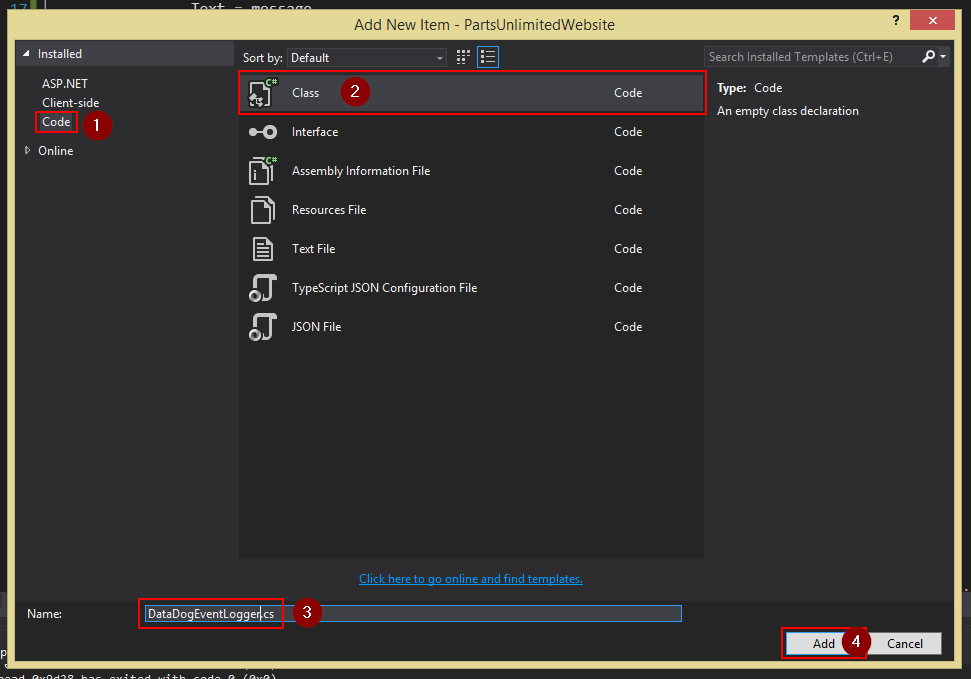 17 Text = message
Add New Item - PartsUnlimitedWebsite ?
Installed
ASP.NET
Client-side
Code 1
Online
Sort by: Default
Search Installed Templates (Ctrl+E)
Class 2 Code
Interface Code
Assembly Information File Code
Resources File Code
Text File Code
TypeScript JSON Configuration File Code
JSON File Code
Type: Code
An empty class declaration
Click here to go online and find templates.
Name: DataDogEventLogger.cs 3
Add 4 Cancel
has exited with code 0 (0x0)